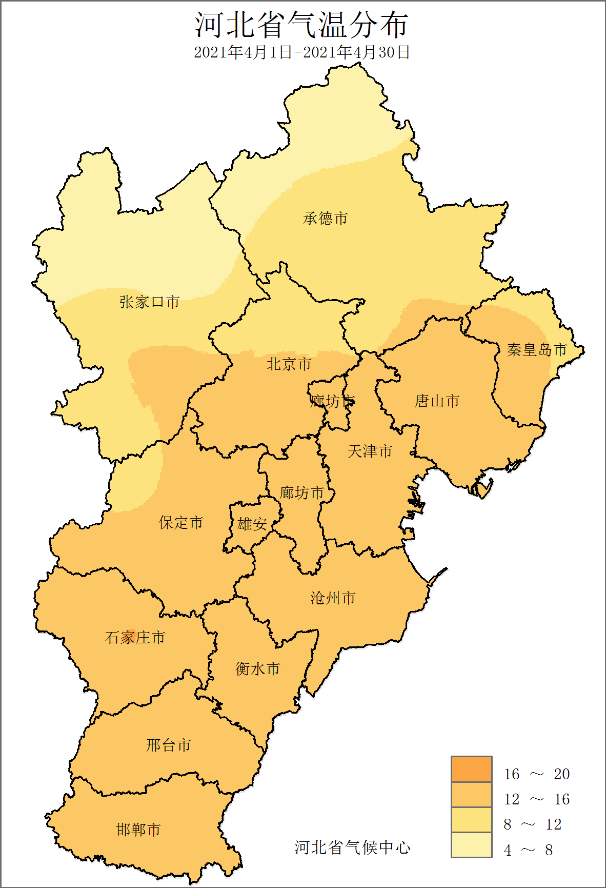 河北省气温分布
2021年4月1日-2021年4月30日
承德市
张家口市
秦皇岛市
北京市
廊坊市
唐山市
天津市
廊坊市
保定市
雄安
沧州市
石家庄市
衡水市
邢台市
邯郸市
16 ～ 20
12 ～ 16
8 ～ 12
4 ～ 8
河北省气候中心